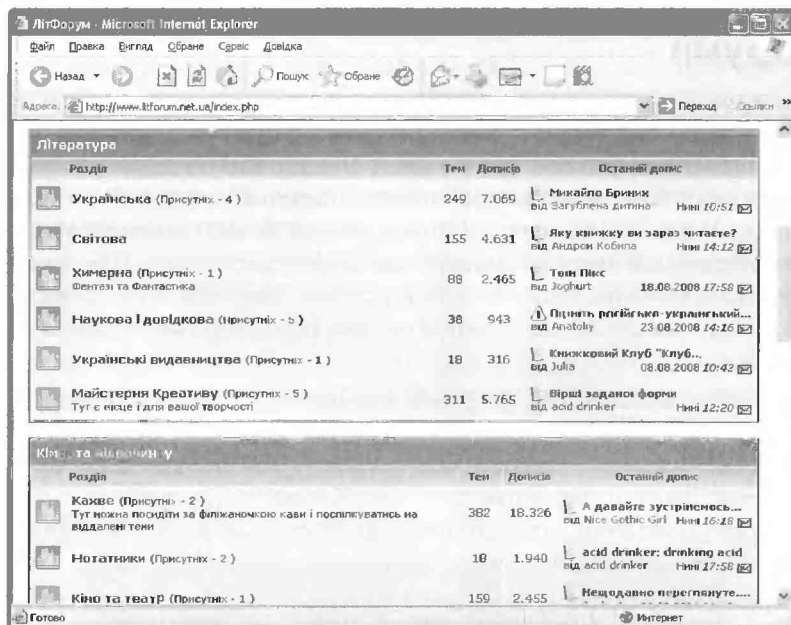 ЛітФорум - Microsoft Internet Explorer
Файл Правка Вигляд Обране Сервіс Довідка
Назад Пошук Обране
Адреса: http://www.litforum.net.ua/index.php Перехід Ссылки »
Література
Розділ Тем Дописів Останній допис
Українська (Присутніх - 4 ) 249 7.069 Михайло Бриних
від Загублена дитина Нині 10:51
Світова 155 4.631 Яку книжку ви зараз читаєте?
від Андрон Кобила Нині 14:12
Химерна (Присутніх - 1 ) 88 2.465 Твін Пікс
Фентезі та Фантастика від Joghurt 18.08.2008 17:58
Наукова і довідкова (Присутніх - 5 ) 38 943 Оцініть російсько-український...
від Anatoliy 23.08.2008 14:16
Українські видавництва (Присутніх - 1 ) 18 316 Книжковий Клуб "Клуб...
від Julia 08.08.2008 10:42
Майстерня Креативу (Присутніх - 5 ) 311 5.765 Вірші заданої форми
Тут є місце і для вашої творчості від acid drinker Нині 12:20
та
Розділ Тем Дописів Останній допис
Кахве (Присутніх - 2 ) 382 18.326 А давайте зустрінемось...
Тут можна посидіти за філіжаночкою кави і поспілкуватись на
віддалені теми від Nice Gothic Girl Нині 16:18
Нотатники (Присутніх - 2 ) 18 1.940 acid drinker: drinking acid
від acid drinker Нині 17:58
Кіно та театр (Присутніх - 1 ) 159 2.455 Нещодавно переглянуте....
Готово Интернет